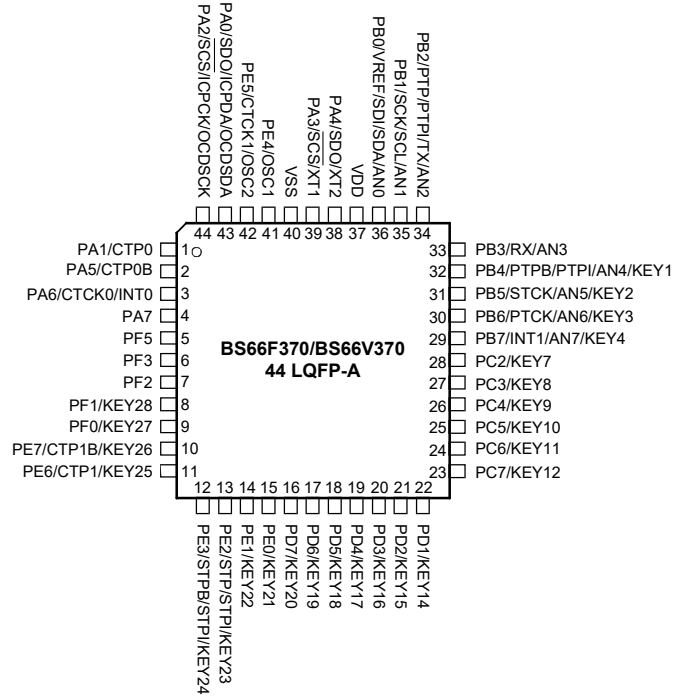 PA2/SCS/ICPCK/OCDSCK
PA0/SDO/ICPDA/OCDSDA
PE5/CTCK1/OSC2
PE4/OSC1
VSS
PA3/SCS/XT1
PA4/SDO/XT2
VDD
PB0/VREF/SDI/SDA/AN0
PB1/SCK/SCL/AN1
PB2/PTP/PTPI/TX/AN2
44 43 42 41 40 39 38 37 36 35 34
PA1/CTP0 1
PA5/CTP0B 2
PA6/CTCK0/INT0 3
PA7 4
PF5 5
PF3 6
PF2 7
PF1/KEY28 8
PF0/KEY27 9
PE7/CTP1B/KEY26 10
PE6/CTP1/KEY25 11
BS66F370/BS66V370
44 LQFP-A
33 PB3/RX/AN3
32 PB4/PTPB/PTPI/AN4/KEY1
31 PB5/STCK/AN5/KEY2
30 PB6/PTCK/AN6/KEY3
29 PB7/INT1/AN7/KEY4
28 PC2/KEY7
27 PC3/KEY8
26 PC4/KEY9
25 PC5/KEY10
24 PC6/KEY11
23 PC7/KEY12
12 13 14 15 16 17 18 19 20 21 22
PE3/STPB/STPI/KEY24
PE2/STP/STPI/KEY23
PE1/KEY22
PE0/KEY21
PD7/KEY20
PD6/KEY19
PD5/KEY18
PD4/KEY17
PD3/KEY16
PD2/KEY15
PD1/KEY14